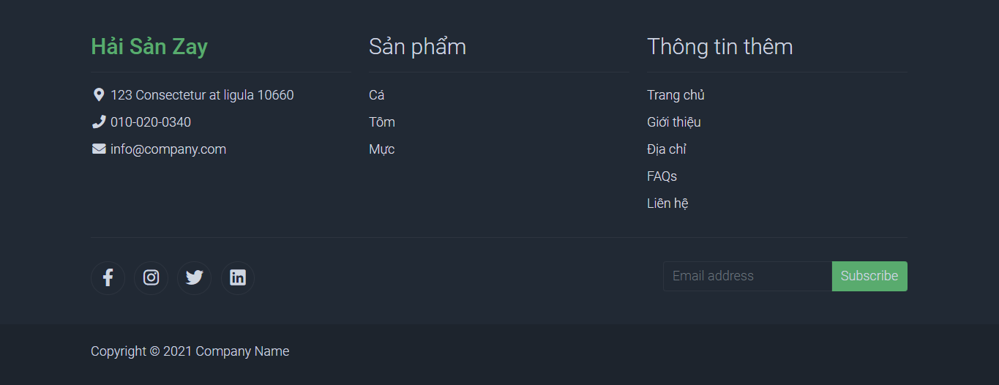 Hải Sản Zay
123 Consectetur at ligula 10660
010-020-0340
info@company.com
Sản phẩm
Cá
Tôm
Mực
Thông tin thêm
Trang chủ
Giới thiệu
Địa chỉ
FAQs
Liên hệ
Email address
Subscribe
Copyright © 2021 Company Name